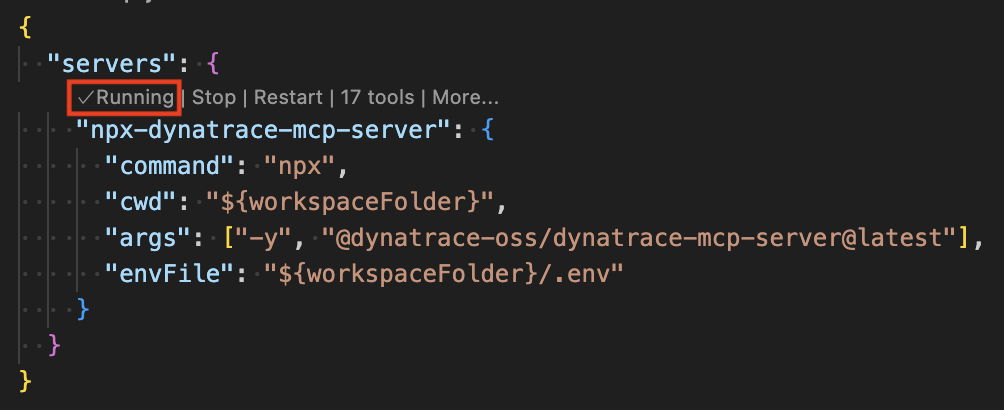 {
"servers": {
✓Running | Stop | Restart | 17 tools | More...
"npx-dynatrace-mcp-server": {
"command": "npx",
"cwd": "${workspaceFolder}",
"args": ["-y", "@dynatrace-oss/dynatrace-mcp-server@latest"],
"envFile": "${workspaceFolder}/.env"
}
}
}